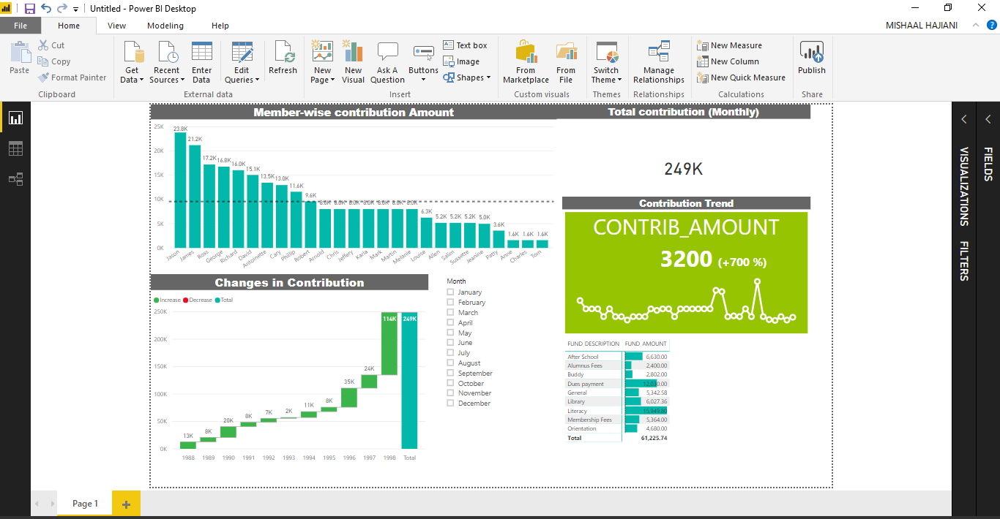 Untitled - Power BI Desktop
File Home View Modeling Help MISHAAL HAJIANI ?
Paste
Cut
Copy
Format Painter
Clipboard
Get Data
Recent Sources
Enter Data
Edit Queries
External data
Refresh
New Page
New Visual
Ask A Question
Buttons
Text box
Image
Shapes
Insert
From Marketplace
From File
Custom visuals
Switch Theme
Themes
Manage Relationships
Relationships
New Measure
New Column
New Quick Measure
Calculations
Publish
Share
Member-wise contribution Amount
25K
20K
15K
10K
5K
0K
23.8K 21.2K 17.2K 16.8K 16.0K 15.1K 13.5K 13.0K 11.6K 9.6K 8.0K 8.0K 8.0K 8.0K 8.0K 8.0K 8.0K 6.3K 5.2K 5.2K 5.2K 5.0K 3.6K 1.6K 1.6K 1.6K
Jason James Ross George Richard David Antoinette Cary Phillip Robert Arnold Chris Jeffery Karla Mark Martin Melanie Louise Allen Salim Sussette Jeanine Patty Anne Charles Tom
Total contribution (Monthly)
249K
Contribution Trend
CONTRIB_AMOUNT
3200 (+700 %)
Changes in Contribution
Increase Decrease Total
250K
200K
150K
100K
50K
0K
13K 8K 20K 8K 7K 2K 11K 8K 35K 24K 114K 249K
1988 1989 1990 1991 1992 1993 1994 1995 1996 1997 1998 Total
Month
January
February
March
April
May
June
July
August
September
October
November
December
FUND_DESCRIPTION FUND_AMOUNT
After School 6,630.00
Alumnus Fees 2,400.00
Buddy 2,802.00
Dues payment 12,030.00
General 5,342.58
Library 6,027.36
Literacy 15,949.80
Membership Fees 5,364.00
Orientation 4,680.00
Total 61,225.74
VISUALIZATIONS
FILTERS
FIELDS
Page 1